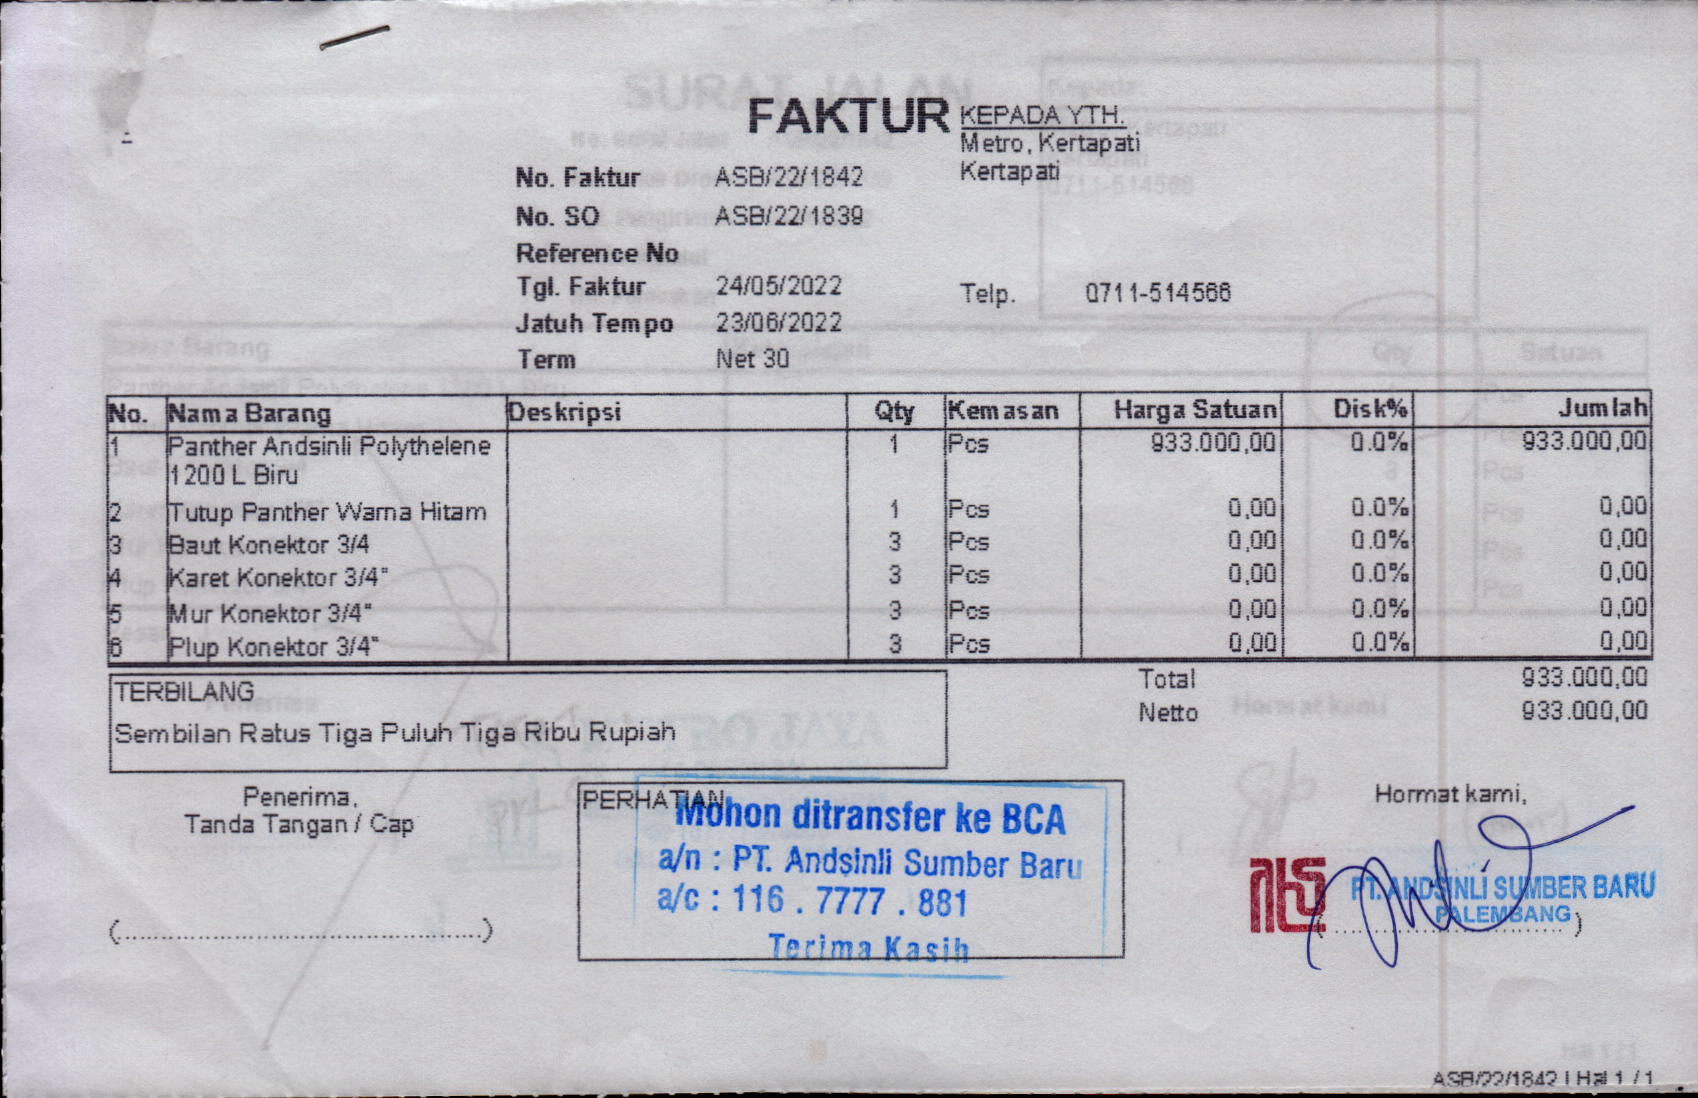 FAKTUR
KEPADA YTH.
Metro, Kertapati
Kertapati
No. Faktur ASB/22/1842
No. SO ASB/22/1839
Reference No
Tgl. Faktur 24/05/2022
Telp. 0711-514566
Jatuh Tempo 23/06/2022
Term Net 30
No. Nama Barang Deskripsi Qty Kemasan Harga Satuan Disk% Jumlah
1 Panther Andsinli Polythelene 1 Pcs 933.000,00 0.0% 933.000,00
1200 L Biru
2 Tutup Panther Warna Hitam 1 Pcs 0,00 0.0% 0,00
3 Baut Konektor 3/4 3 Pcs 0,00 0.0% 0,00
4 Karet Konektor 3/4" 3 Pcs 0,00 0.0% 0,00
5 Mur Konektor 3/4" 3 Pcs 0,00 0.0% 0,00
6 Plup Konektor 3/4" 3 Pcs 0,00 0.0% 0,00
Total 933.000,00
Netto 933.000,00
TERBILANG
Sembilan Ratus Tiga Puluh Tiga Ribu Rupiah
Penerima,
Tanda Tangan / Cap
PERHATIAN
Mohon ditransfer ke BCA
a/n : PT. Andsinli Sumber Baru
a/c : 116 . 7777 . 881
Terima Kasih
Hormat kami,
PT. ANDSINLI SUMBER BARU
PALEMBANG
ASB/22/1842 | Hal 1 / 1